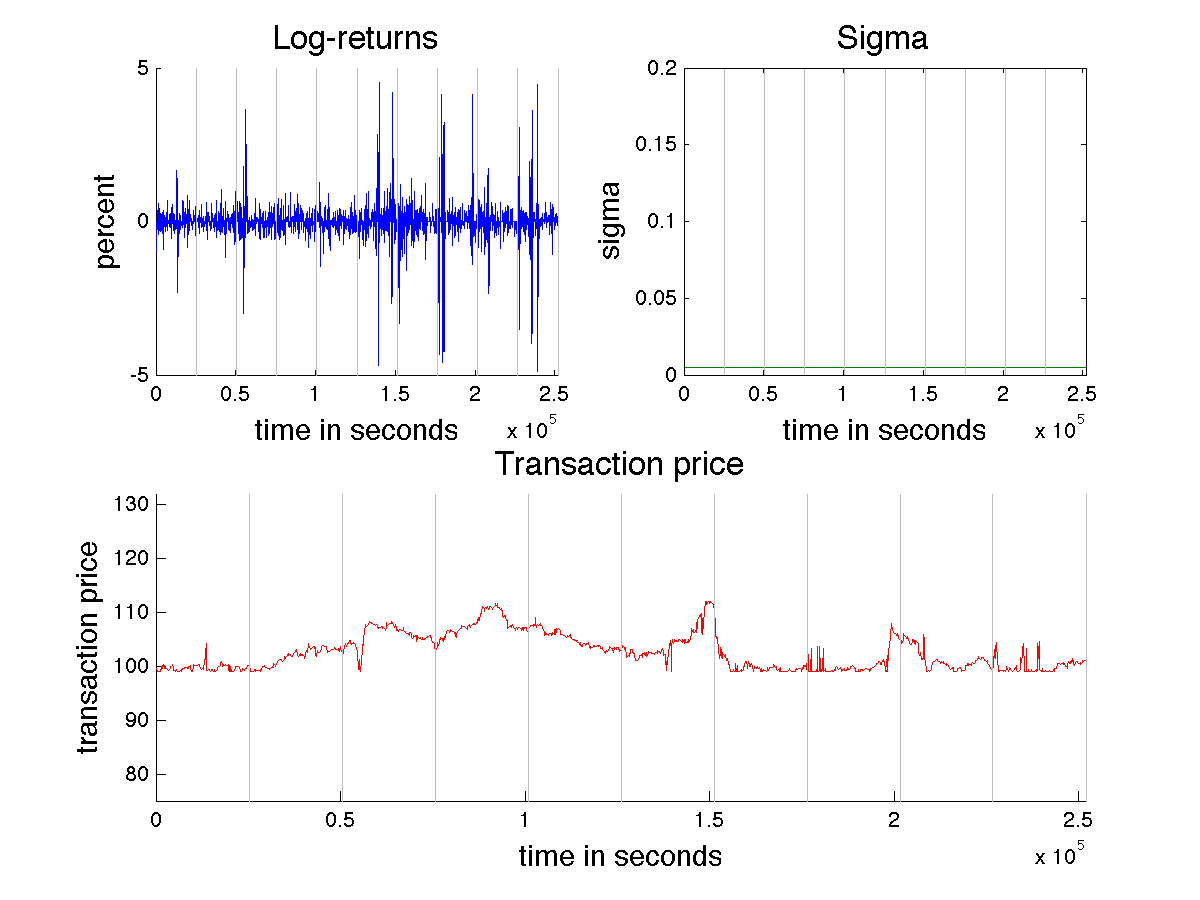 Log-returns
5
0
-5
percent
0 0.5 1 1.5 2 2.5
x 10^5
time in seconds
Sigma
0.2
0.15
0.1
0.05
0
sigma
0 0.5 1 1.5 2 2.5
x 10^5
time in seconds
Transaction price
130
120
110
100
90
80
transaction price
0 0.5 1 1.5 2 2.5
x 10^5
time in seconds